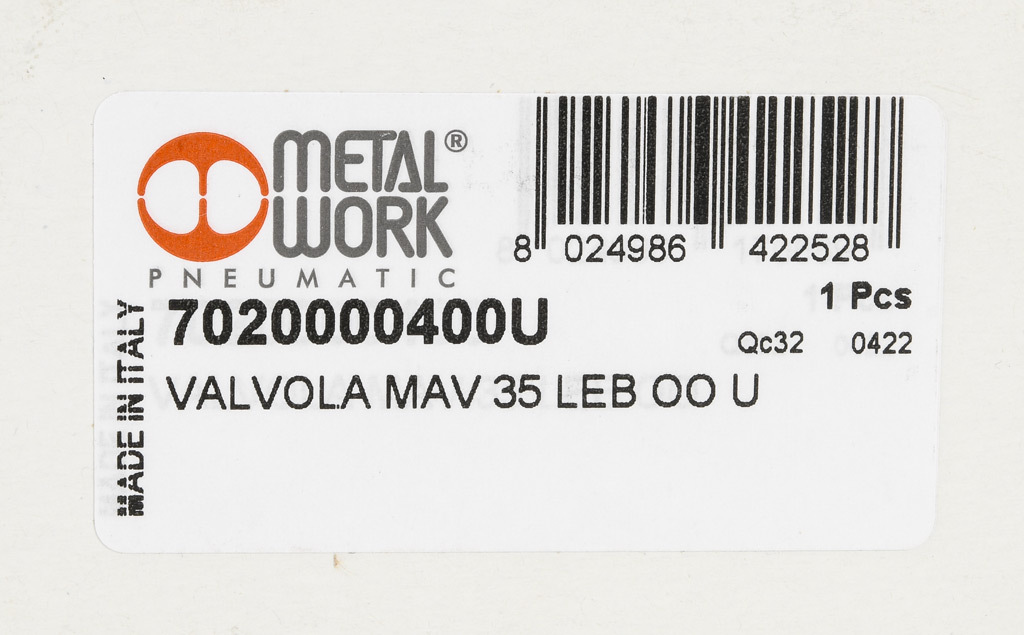 METAL®
WORK
PNEUMATIC
8 024986 422528
7020000400U
1 Pcs
Qc32 0422
VALVOLA MAV 35 LEB OO U
MADE IN ITALY